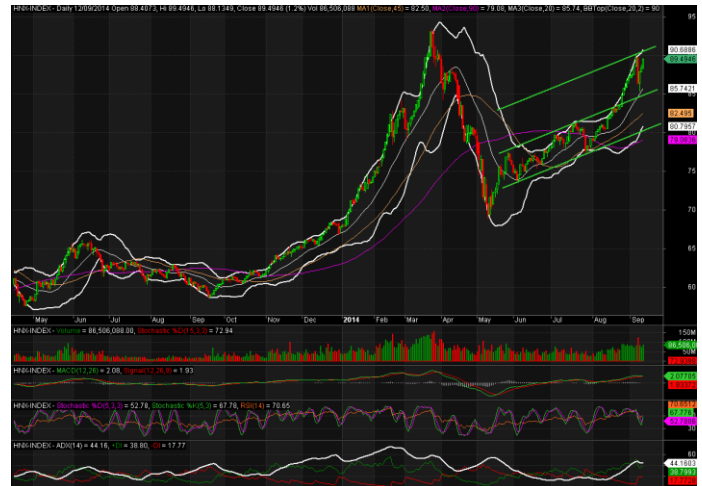 HNX-INDEX - Daily 12/09/2014 Open 88.4073, Hi 89.4946, Lo 88.1349, Close 89.4946 (1.2%) Vol 86,506,088 MA1(Close,45) = 82.50, MA2(Close,90) = 79.08, MA3(Close,20) = 85.74, BBTop(Close,20,2) = 90
95
90.6886
89.4946
85.7421
85
82.495
80.7957
80
79.0836
75
70
65
60
May Jun Jul Aug Sep Oct Nov Dec 2014 Feb Mar Apr May Jun Jul Aug Sep
HNX-INDEX - Volume = 86,506,088.00, Stochastic %D(15,3,3) = 72.94
150M
86,506,0
50M
HNX-INDEX - MACD(12,26) = 2.08, Signal(12,26,9) = 1.93
2.07705
HNX-INDEX - Stochastic %D(5,3,3) = 52.78, Stochastic %K(5,3) = 67.78, RSI(14) = 70.65
67.776
30
HNX-INDEX - ADX(14) = 44.16, +DI = 38.80, -DI = 17.77
60
44.1603
38.7993